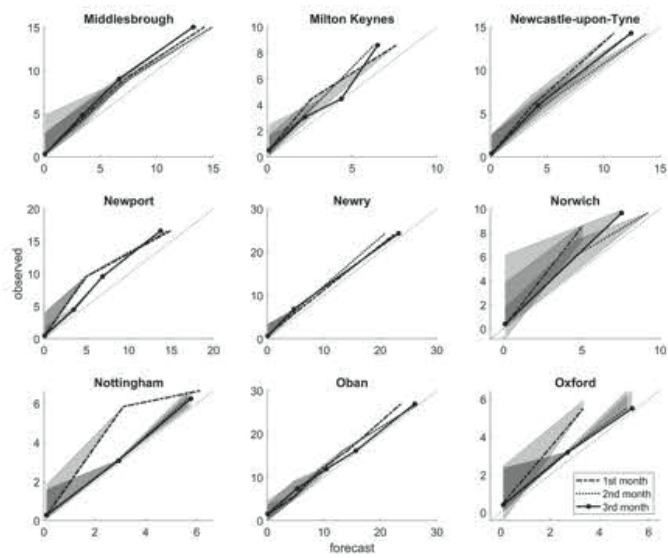 Middlesbrough
Milton Keynes
Newcastle-upon-Tyne
15
10
5
0
0 5 10 15
10
8
6
4
2
0
0 5 10
15
10
5
0
0 5 10 15
Newport
Newry
Norwich
observed
20
15
10
5
0
0 5 10 15 20
30
20
10
0
0 10 20 30
10
8
6
4
2
0
0 5 10
Nottingham
Oban
Oxford
6
4
2
0
0 2 4 6
30
20
10
0
0 10 20 30
forecast
6
4
2
0
0 2 4 6
1st month
2nd month
3rd month